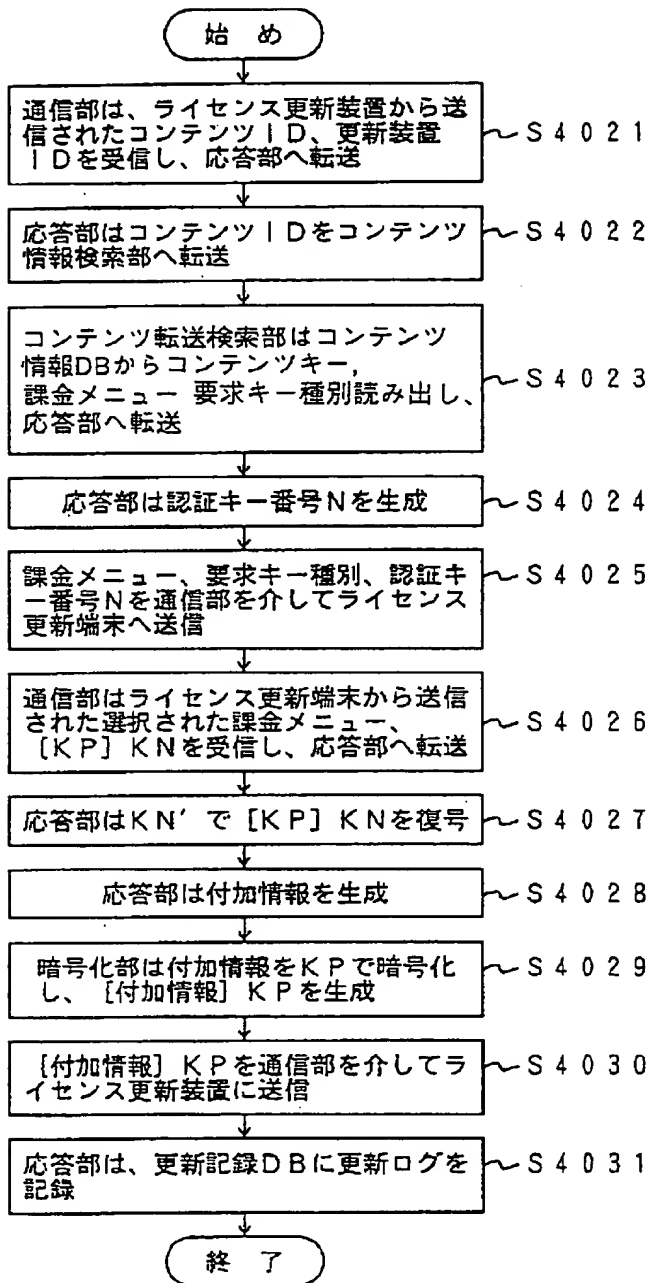 始め
通信部は、ライセンス更新装置から送
信されたコンテンツID、更新装置
IDを受信し、応答部へ転送
S4021
応答部はコンテンツIDをコンテンツ
情報検索部へ転送
S4022
コンテンツ転送検索部はコンテンツ
情報DBからコンテンツキー,
課金メニュー 要求キー種別読み出し、
応答部へ転送
S4023
応答部は認証キー番号Nを生成
S4024
課金メニュー、要求キー種別、認証キ
ー番号Nを通信部を介してライセンス
更新端末へ送信
S4025
通信部はライセンス更新端末から送信
された選択された課金メニュー、
[KP] KNを受信し、応答部へ転送
S4026
応答部はKN′で[KP] KNを復号
S4027
応答部は付加情報を生成
S4028
暗号化部は付加情報をKPで暗号化
し、[付加情報] KPを生成
S4029
[付加情報] KPを通信部を介してラ
イセンス更新装置に送信
S4030
応答部は、更新記録DBに更新ログを
記録
S4031
終了